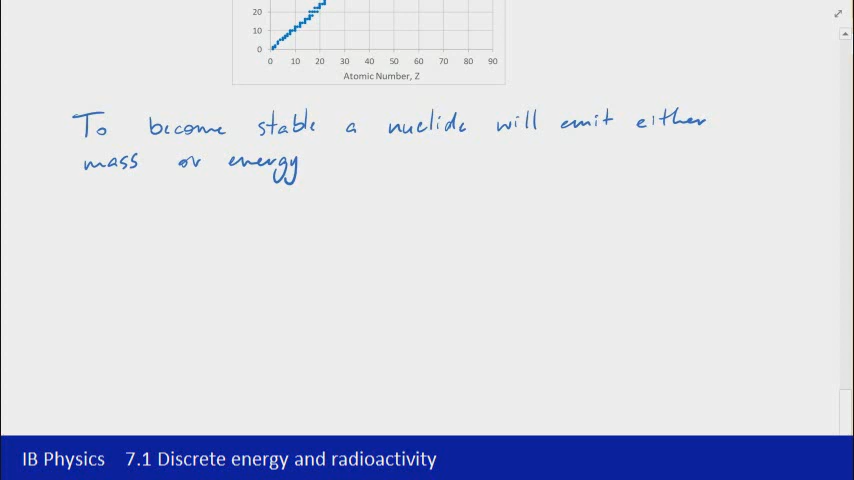 20
10
0
0 10 20 30 40 50 60 70 80 90
Atomic Number, Z
To become stable a nuclide will emit either
mass or energy
IB Physics 7.1 Discrete energy and radioactivity